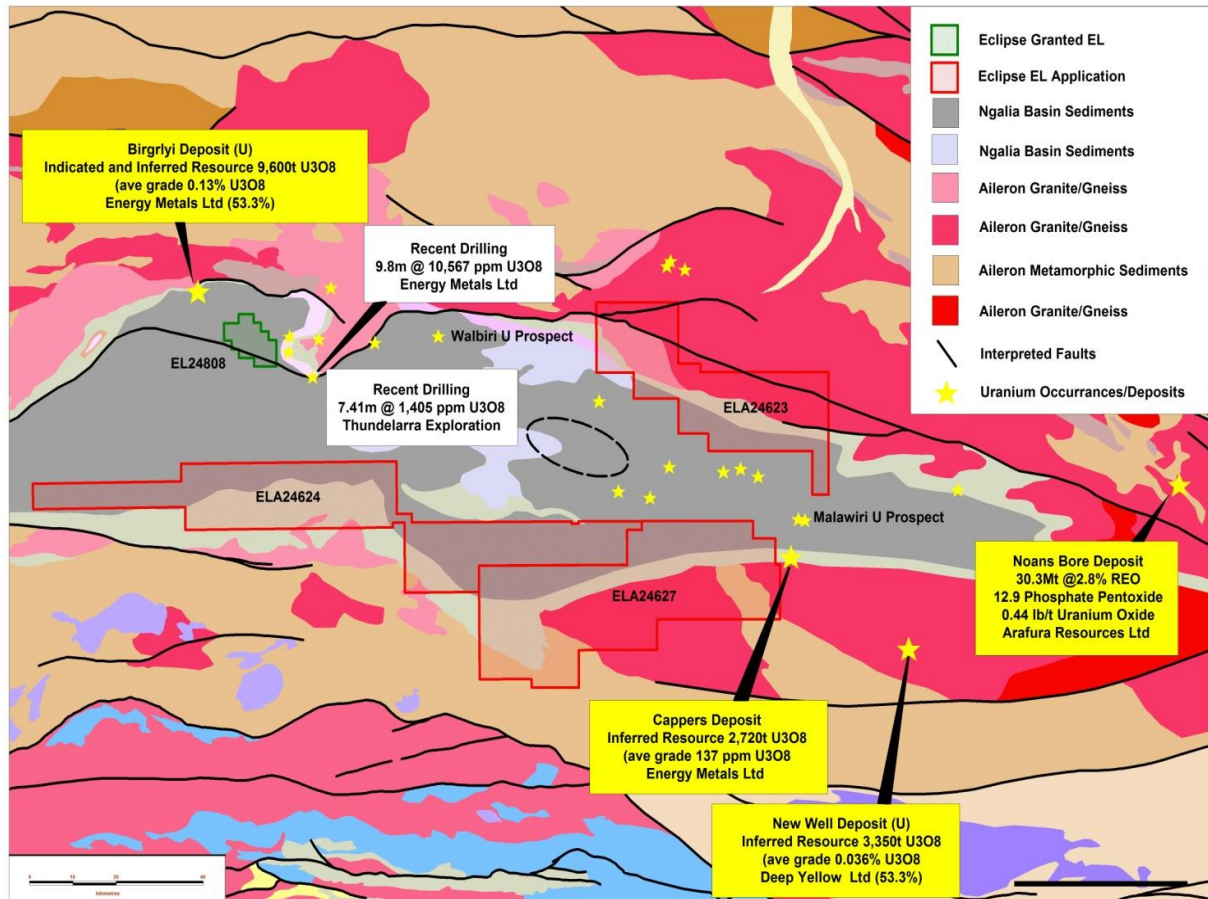 Eclipse Granted EL
Eclipse EL Application
Ngalia Basin Sediments
Ngalia Basin Sediments
Aileron Granite/Gneiss
Aileron Granite/Gneiss
Aileron Metamorphic Sediments
Aileron Granite/Gneiss
Interpreted Faults
Uranium Occurrances/Deposits
Birgrlyi Deposit (U)
Indicated and Inferred Resource 9,600t U3O8
(ave grade 0.13% U3O8
Energy Metals Ltd (53.3%)
Recent Drilling
9.8m @ 10,567 ppm U3O8
Energy Metals Ltd
Walbiri U Prospect
EL24808
Recent Drilling
7.41m @ 1,405 ppm U3O8
Thundelarra Exploration
ELA24623
ELA24624
Malawiri U Prospect
ELA24627
Noans Bore Deposit
30.3Mt @2.8% REO
12.9 Phosphate Pentoxide
0.44 lb/t Uranium Oxide
Arafura Resources Ltd
Cappers Deposit
Inferred Resource 2,720t U3O8
(ave grade 137 ppm U3O8
Energy Metals Ltd
New Well Deposit (U)
Inferred Resource 3,350t U3O8
(ave grade 0.036% U3O8
Deep Yellow Ltd (53.3%)
0 10 20 40
kilometres